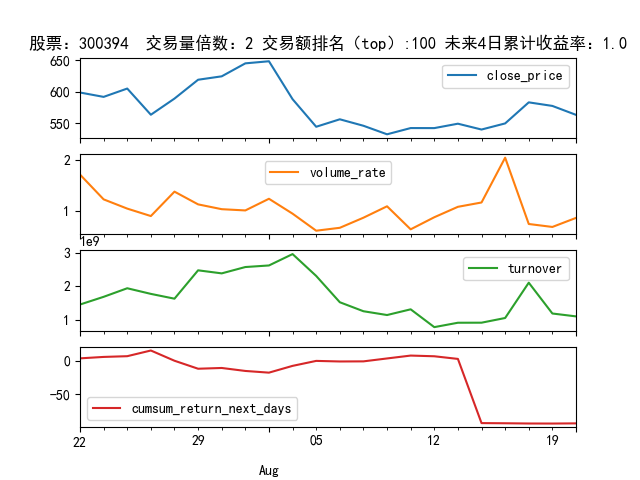 股票：300394  交易量倍数：2 交易额排名（top）:100 未来4日累计收益率：1.0
650
600
550
close_price
2
1
volume_rate
1e9
3
2
1
turnover
0
−50
cumsum_return_next_days
22
29
05
12
19
Aug